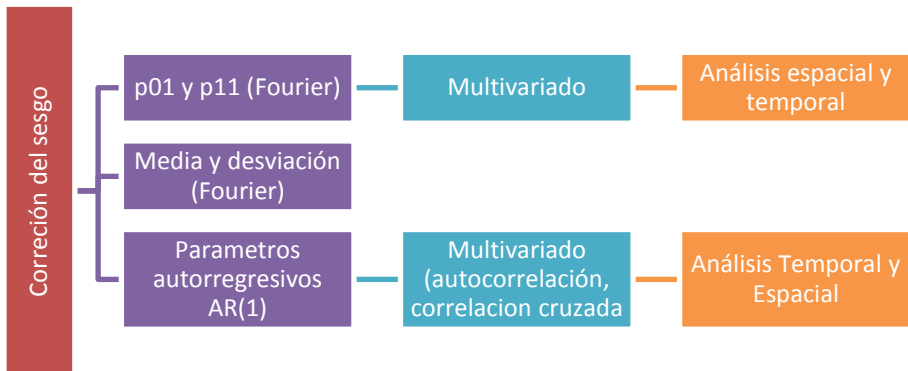 Correción del sesgo
p01 y p11 (Fourier)
Multivariado
Análisis espacial y
temporal
Media y desviación
(Fourier)
Parametros
autorregresivos
AR(1)
Multivariado
(autocorrelación,
correlacion cruzada
Análisis Temporal y
Espacial